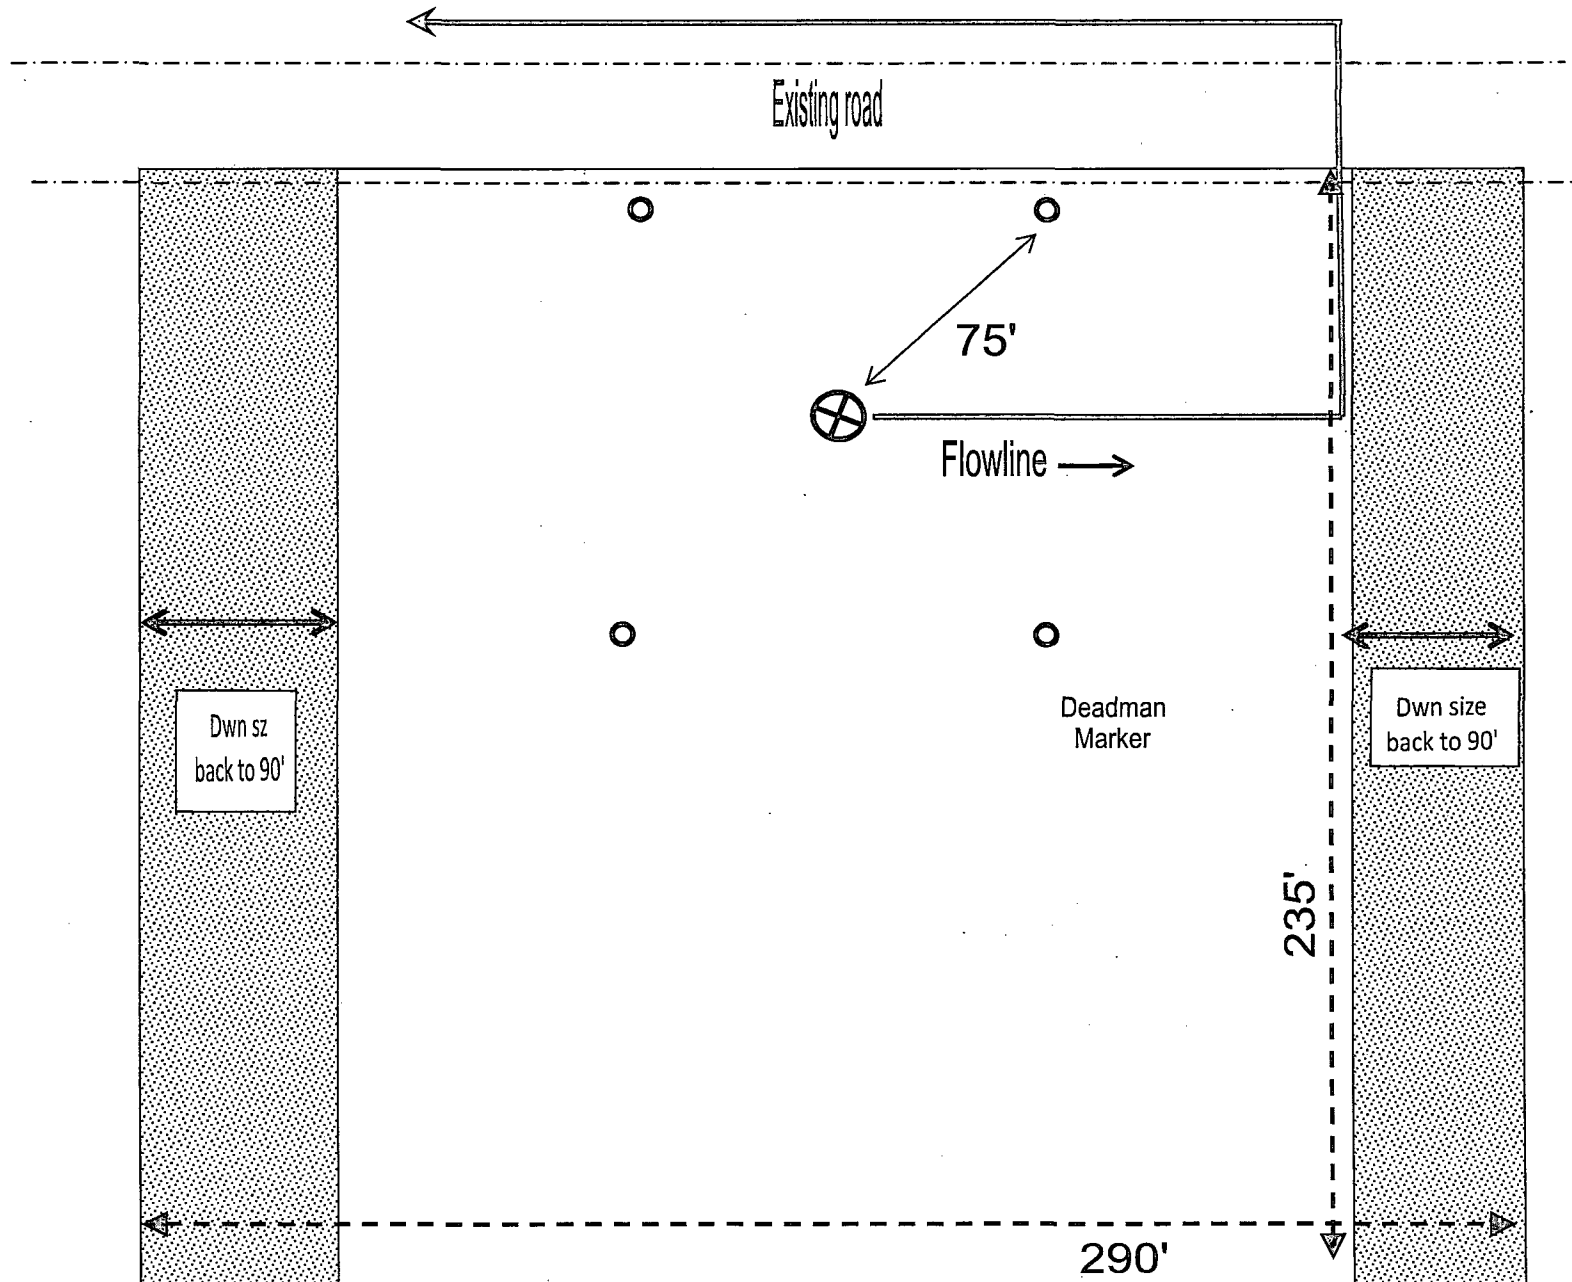 Existing road
75'
Flowline
Dwn sz
back to 90'
Deadman
Marker
Dwn size
back to 90'
235'
290'